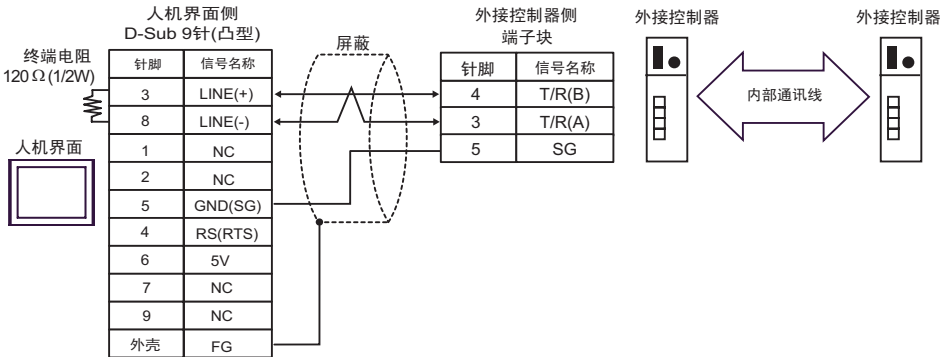 人机界面侧
D-Sub 9针(凸型)
终端电阻
120Ω(1/2W)
人机界面
针脚 信号名称
3 LINE(+)
8 LINE(-)
1 NC
2 NC
5 GND(SG)
4 RS(RTS)
6 5V
7 NC
9 NC
外壳 FG
屏蔽
外接控制器侧
端子块
针脚 信号名称
4 T/R(B)
3 T/R(A)
5 SG
外接控制器
内部通讯线
外接控制器